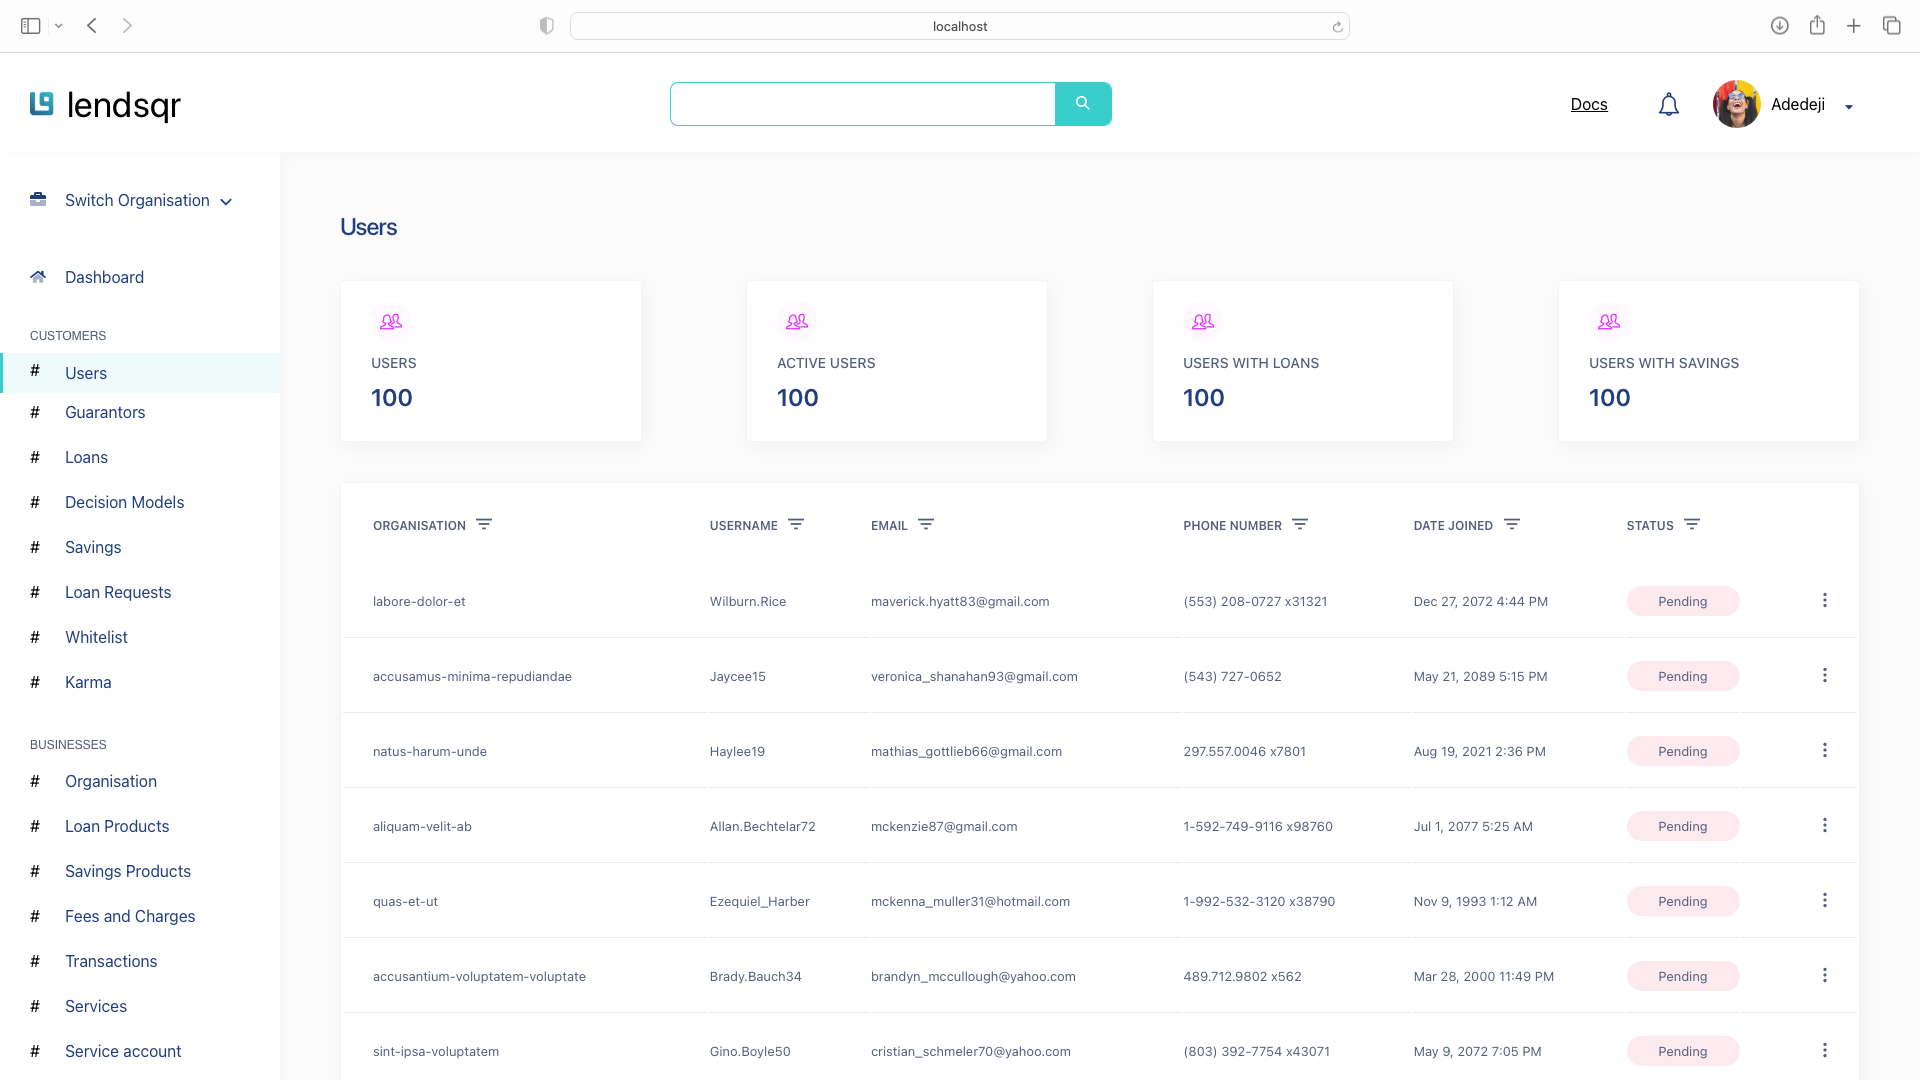 localhost
lendsqr
Docs
Adedeji
Switch Organisation
Dashboard
CUSTOMERS
# Users
# Guarantors
# Loans
# Decision Models
# Savings
# Loan Requests
# Whitelist
# Karma
BUSINESSES
# Organisation
# Loan Products
# Savings Products
# Fees and Charges
# Transactions
# Services
# Service account
Users
USERS
100
ACTIVE USERS
100
USERS WITH LOANS
100
USERS WITH SAVINGS
100
ORGANISATION USERNAME EMAIL PHONE NUMBER DATE JOINED STATUS
labore-dolor-et Wilburn.Rice maverick.hyatt83@gmail.com (553) 208-0727 x31321 Dec 27, 2072 4:44 PM Pending
accusamus-minima-repudiandae Jaycee15 veronica_shanahan93@gmail.com (543) 727-0652 May 21, 2089 5:15 PM Pending
natus-harum-unde Haylee19 mathias_gottlieb66@gmail.com 297.557.0046 x7801 Aug 19, 2021 2:36 PM Pending
aliquam-velit-ab Allan.Bechtelar72 mckenzie87@gmail.com 1-592-749-9116 x98760 Jul 1, 2077 5:25 AM Pending
quas-et-ut Ezequiel_Harber mckenna_muller31@hotmail.com 1-992-532-3120 x38790 Nov 9, 1993 1:12 AM Pending
accusantium-voluptatem-voluptate Brady.Bauch34 brandyn_mccullough@yahoo.com 489.712.9802 x562 Mar 28, 2000 11:49 PM Pending
sint-ipsa-voluptatem Gino.Boyle50 cristian_schmeler70@yahoo.com (803) 392-7754 x43071 May 9, 2072 7:05 PM Pending